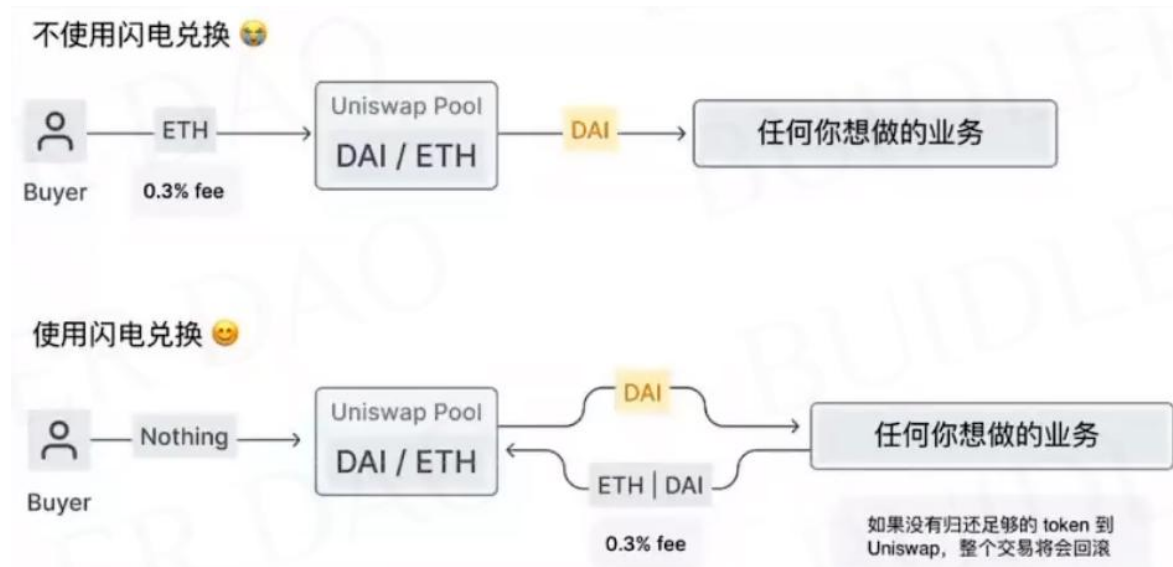 不使用闪电兑换 😭
Uniswap Pool
ETH
DAI
任何你想做的业务
DAI / ETH
Buyer
0.3% fee
使用闪电兑换 😊
DAI
Uniswap Pool
Nothing
任何你想做的业务
DAI / ETH
ETH | DAI
Buyer
0.3% fee
如果没有归还足够的 token 到
Uniswap，整个交易将会回滚
BUIDLER DAO